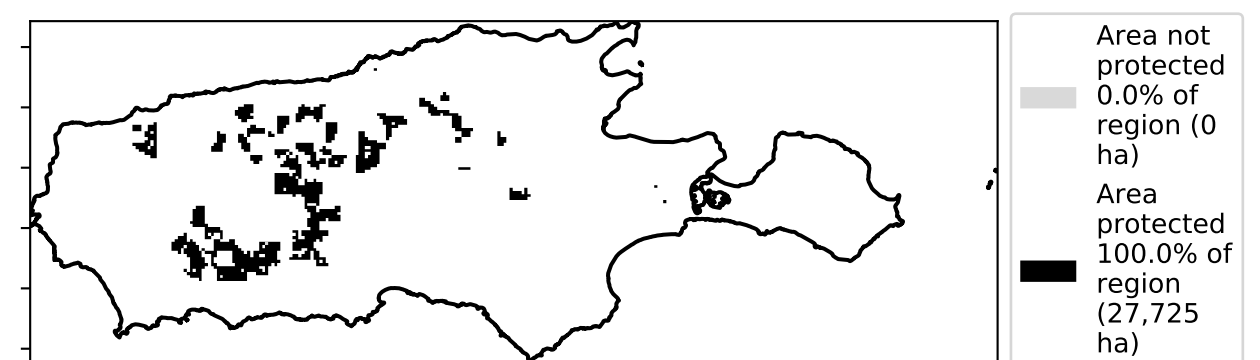 Area not
protected
0.0% of
region (0
ha)
Area
protected
100.0% of
region
(27,725
ha)